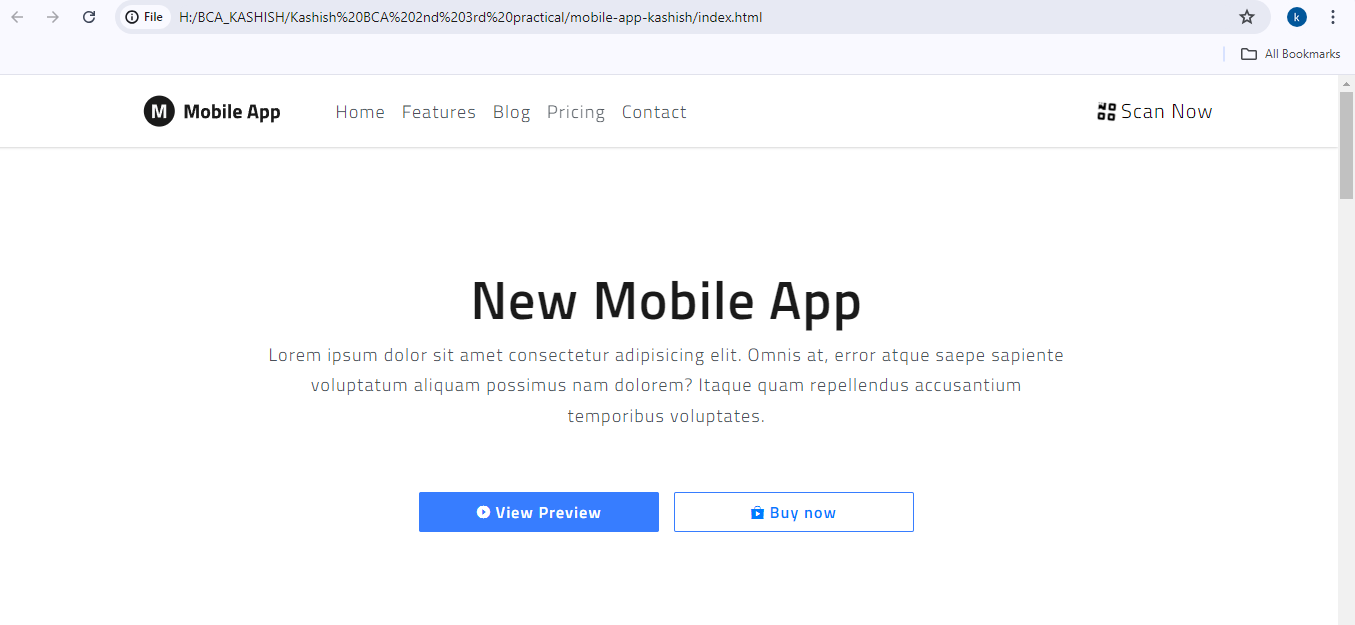 File H:/BCA_KASHISH/Kashish%20BCA%202nd%203rd%20practical/mobile-app-kashish/index.html k
All Bookmarks
M Mobile App Home Features Blog Pricing Contact Scan Now
New Mobile App
Lorem ipsum dolor sit amet consectetur adipisicing elit. Omnis at, error atque saepe sapiente
voluptatum aliquam possimus nam dolorem? Itaque quam repellendus accusantium
temporibus voluptates.
View Preview Buy now